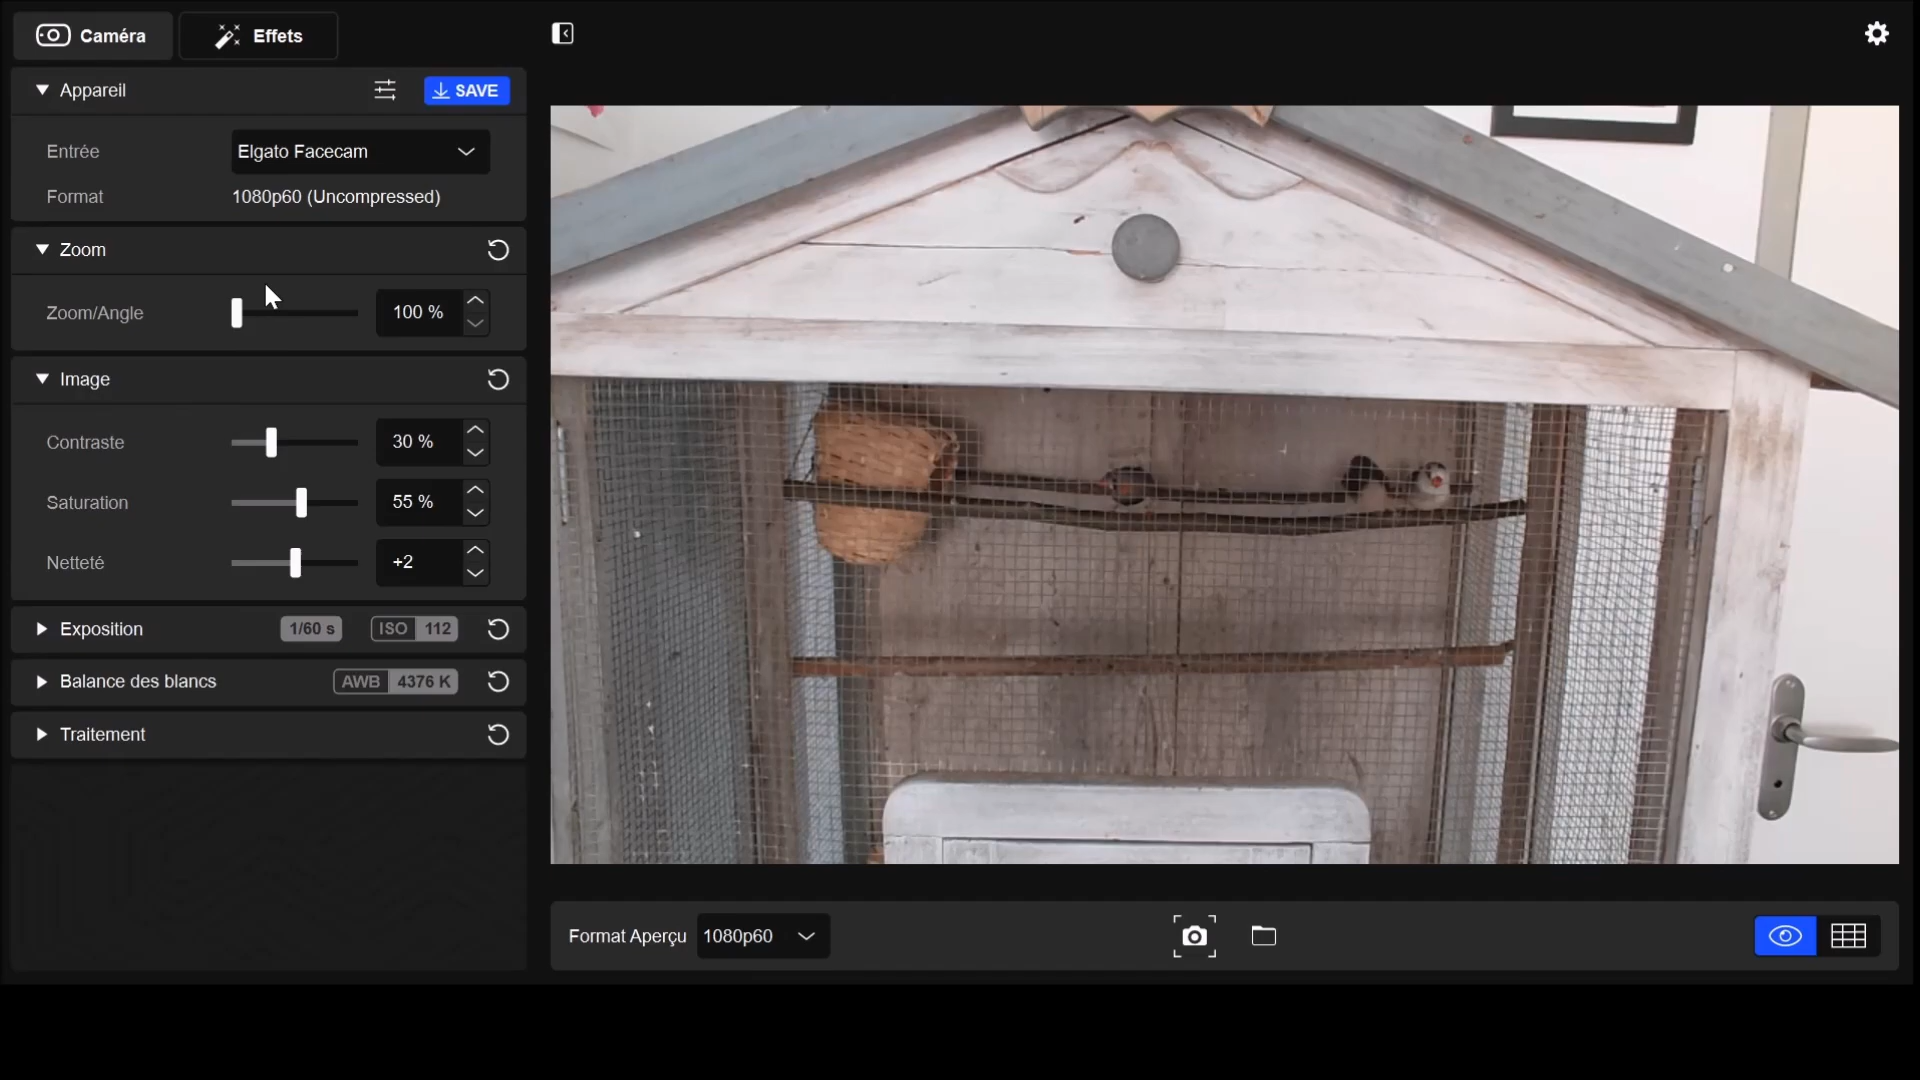 Caméra
Effets
Appareil
SAVE
Entrée
Elgato Facecam
Format
1080p60 (Uncompressed)
Zoom
Zoom/Angle
100 %
Image
Contraste
30 %
Saturation
55 %
Netteté
+2
Exposition
1/60 s
ISO 112
Balance des blancs
AWB 4376 K
Traitement
Format Aperçu
1080p60